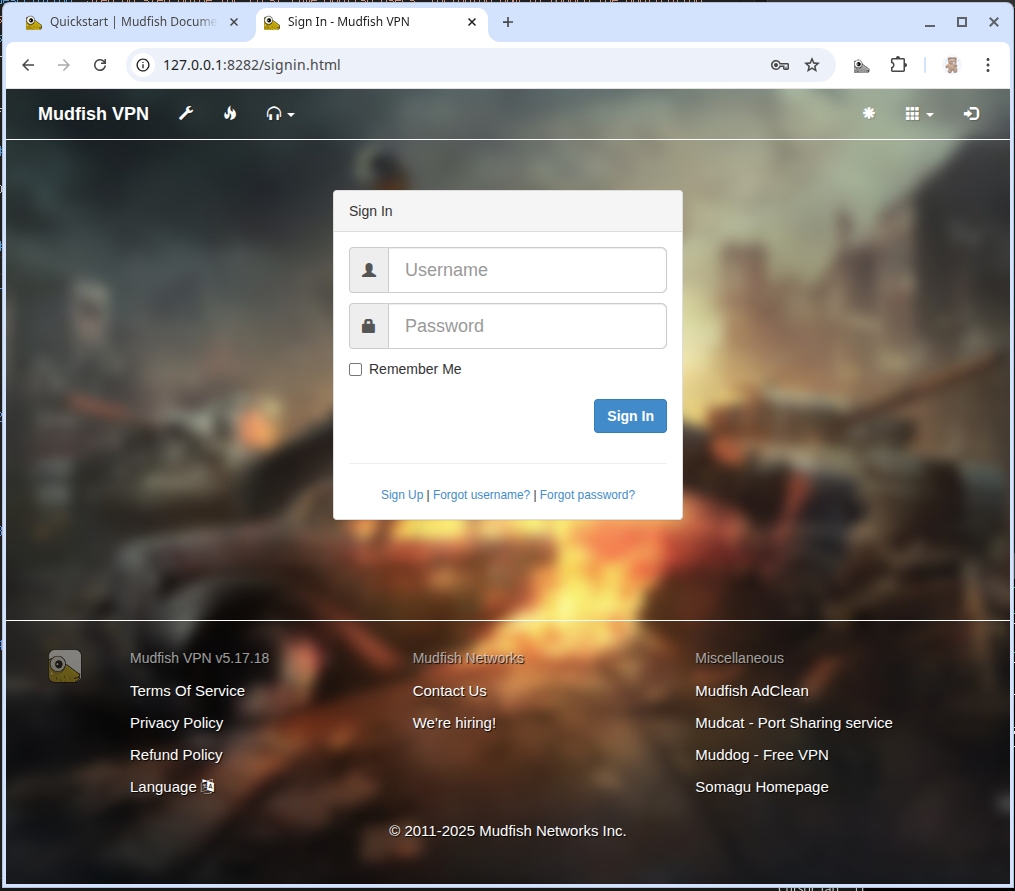 Quickstart | Mudfish Docume
Sign In - Mudfish VPN
127.0.0.1:8282/signin.html
Mudfish VPN
Sign In
Username
Password
Remember Me
Sign In
Sign Up | Forgot username? | Forgot password?
Mudfish VPN v5.17.18
Terms Of Service
Privacy Policy
Refund Policy
Language
Mudfish Networks
Contact Us
We're hiring!
Miscellaneous
Mudfish AdClean
Mudcat - Port Sharing service
Muddog - Free VPN
Somagu Homepage
© 2011-2025 Mudfish Networks Inc.